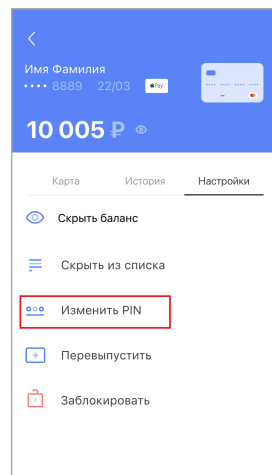 Имя Фамилия
•••• 8889 22/03 Pay
10 005 ₽
Карта История Настройки
Скрыть баланс
Скрыть из списка
Изменить PIN
Перевыпустить
Заблокировать